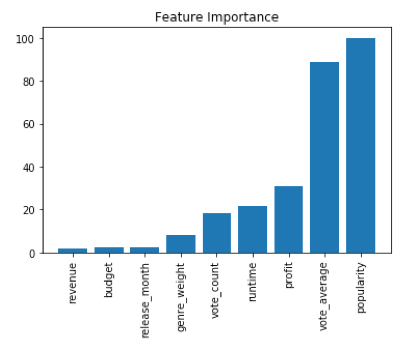 Feature Importance
100
80
60
40
20
0
revenue
budget
release_month
genre_weight
vote_count
runtime
profit
vote_average
popularity